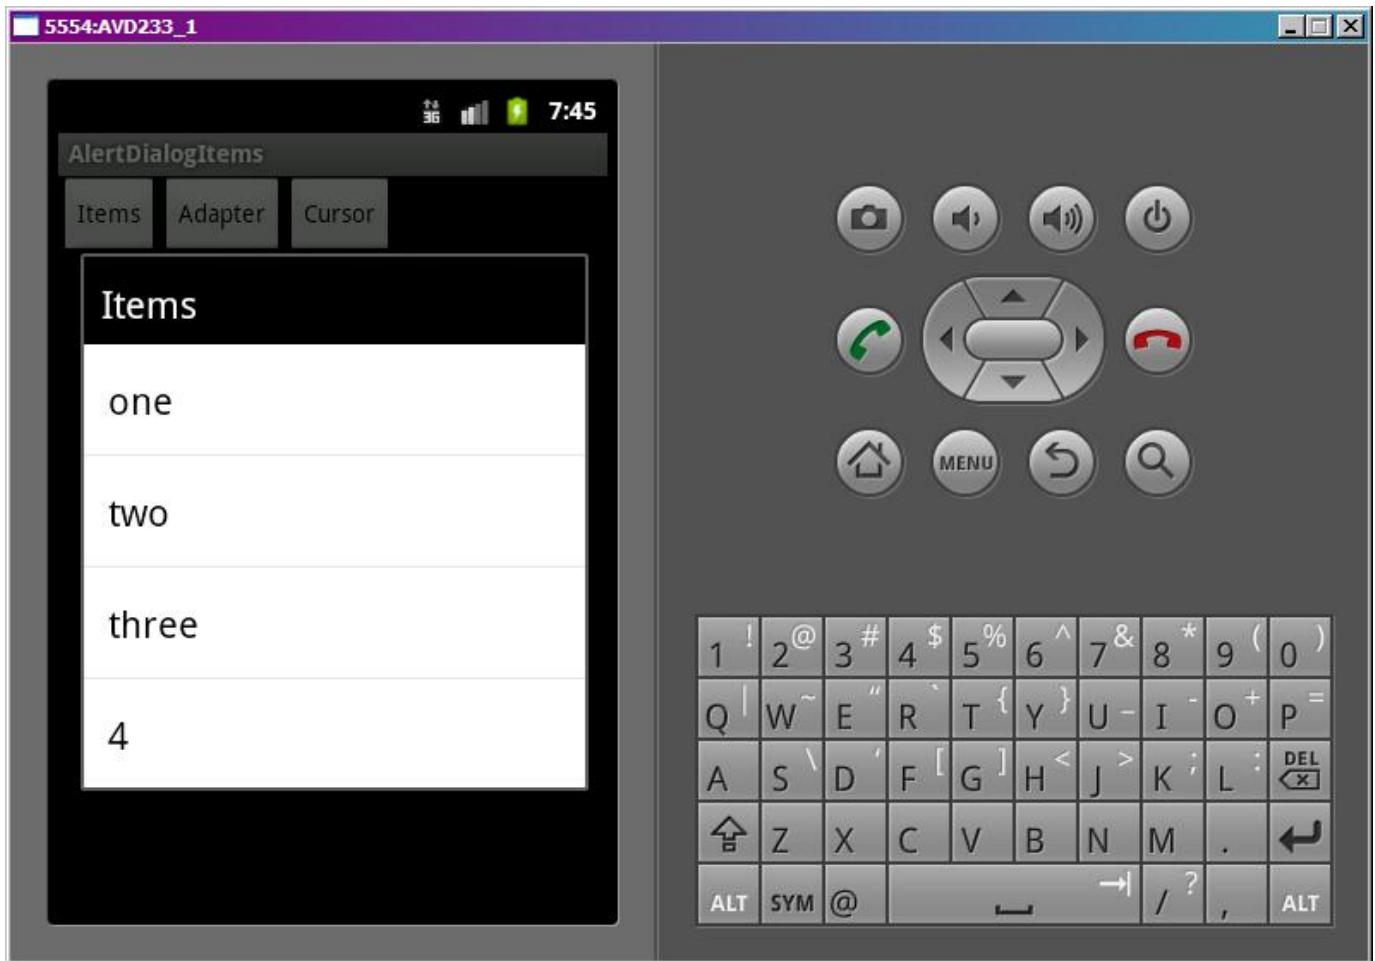 5554:AVD233_1
3G 7:45
AlertDialogItems
Items Adapter Cursor
Items
one
two
three
4
MENU
1 ! 2 @ 3 # 4 $ 5 % 6 ^ 7 & 8 * 9 ( 0 )
Q | W ~ E “ R ` T { Y } U _ I - O + P =
A S \ D ‘ F [ G ] H < J > K ; L : DEL
Z X C V B N M .
ALT SYM @ / ? , ALT